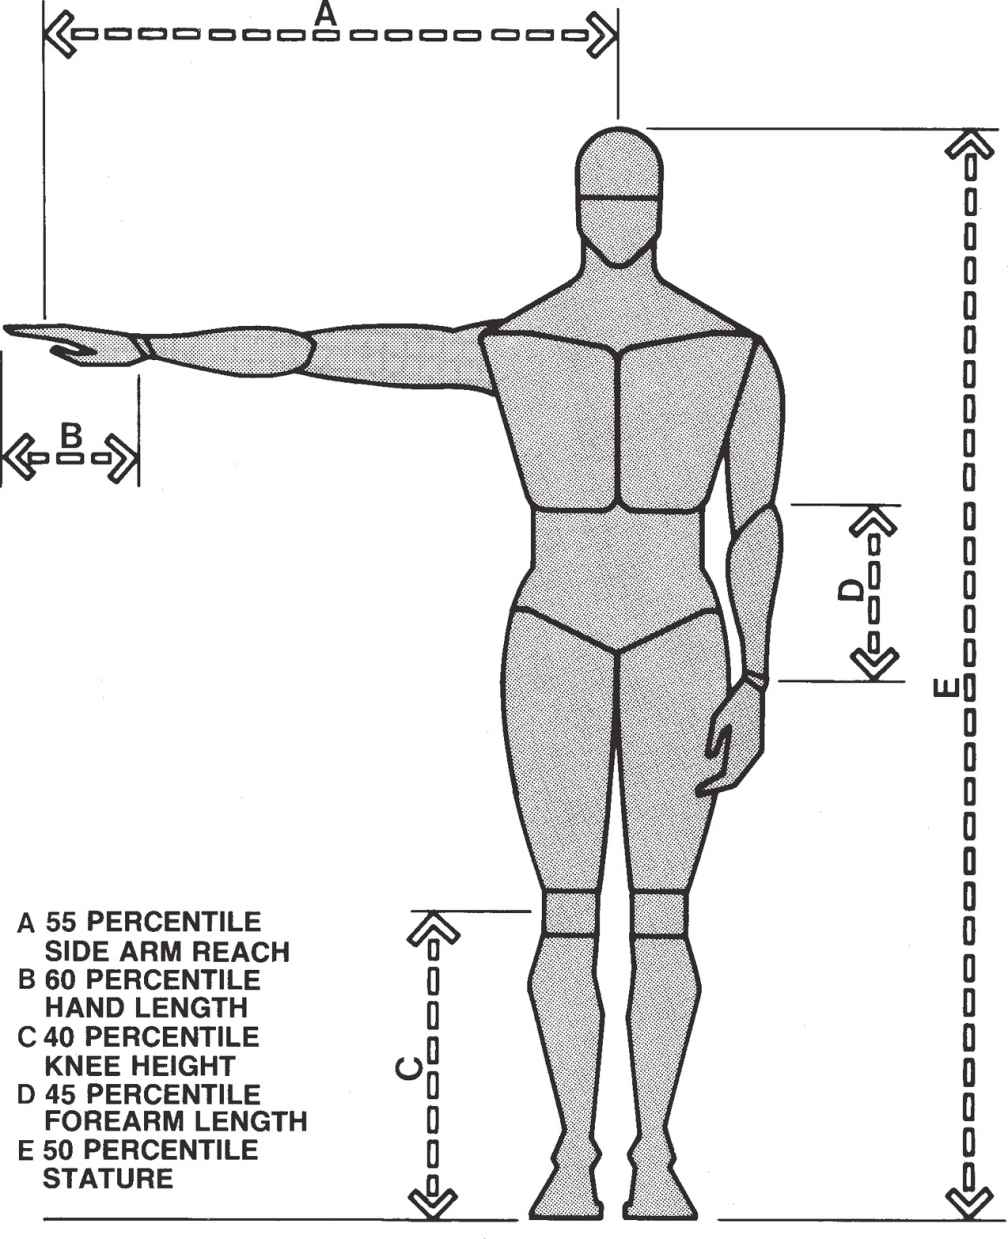 A
B
D
E
C
A 55 PERCENTILE
SIDE ARM REACH
B 60 PERCENTILE
HAND LENGTH
C 40 PERCENTILE
KNEE HEIGHT
D 45 PERCENTILE
FOREARM LENGTH
E 50 PERCENTILE
STATURE